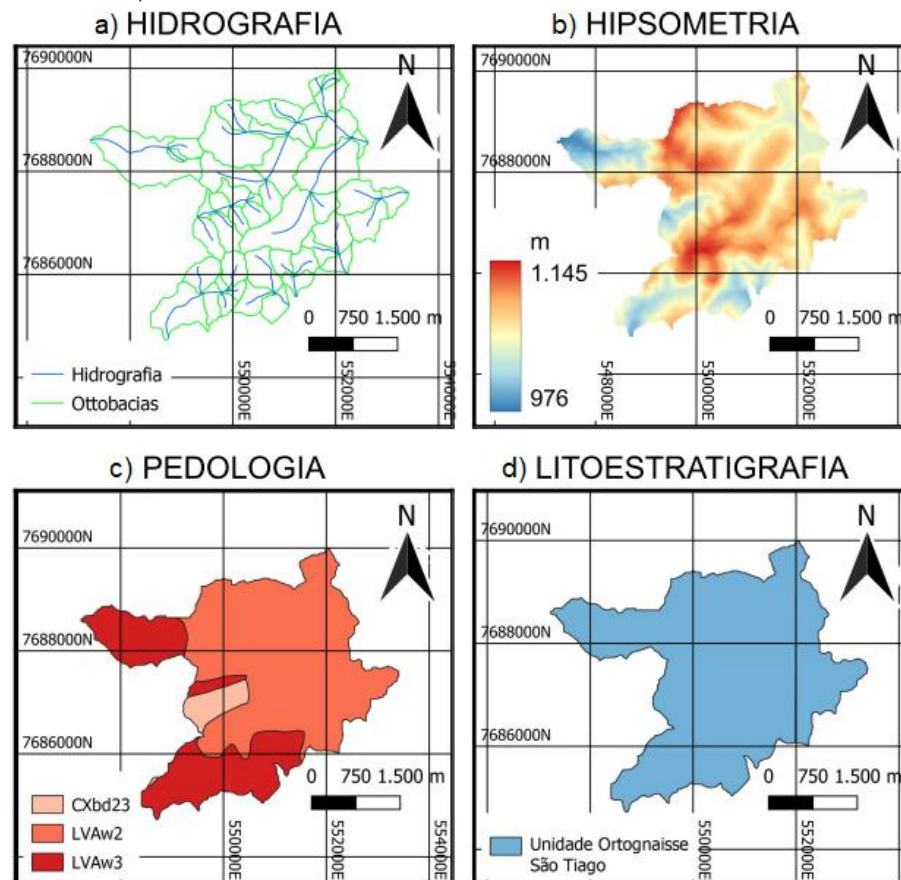 a) HIDROGRAFIA
7690000N
N
7688000N
7686000N
0 750 1.500 m
Hidrografia
Ottobacias
550000E
552000E
b) HIPSOMETRIA
7690000N
N
7688000N
m
1.145
7686000N
976
0 750 1.500 m
548000E
550000E
552000E
c) PEDOLOGIA
7690000N
N
7688000N
7686000N
0 750 1.500 m
CXbd23
LVAw2
LVAw3
550000E
552000E
554000E
d) LITOESTRATIGRAFIA
7690000N
N
7688000N
7686000N
0 750 1.500 m
Unidade Ortognaisse
São Tiago
550000E
552000E